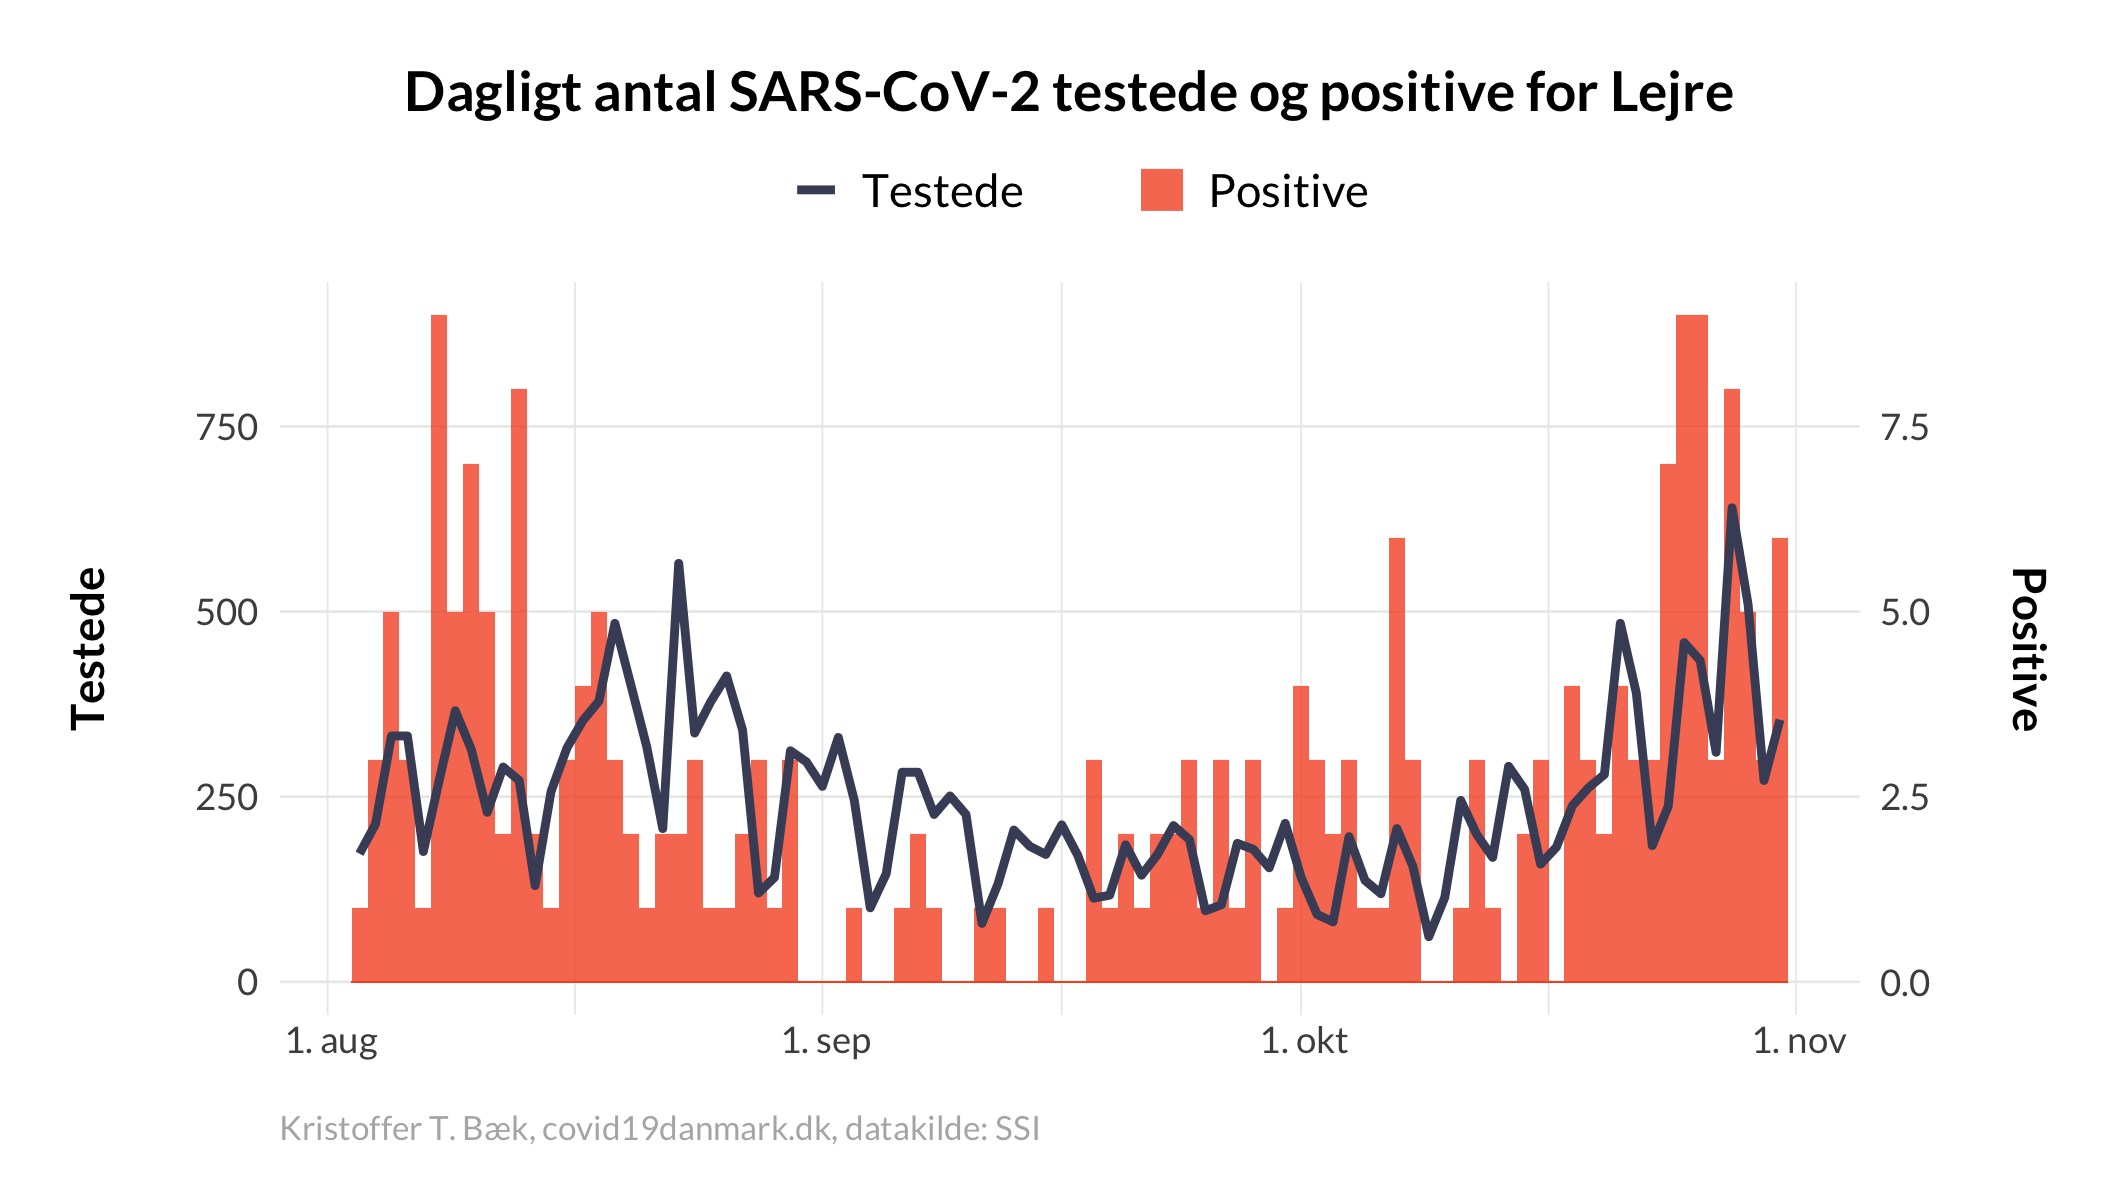 Dagligt antal SARS-CoV-2 testede og positive for Lejre
Testede
Positive
750
500
250
0
7.5
5.0
2.5
0.0
Testede
Positive
1. aug
1. sep
1. okt
1. nov
Kristoffer T. Bæk, covid19danmark.dk, datakilde: SSI